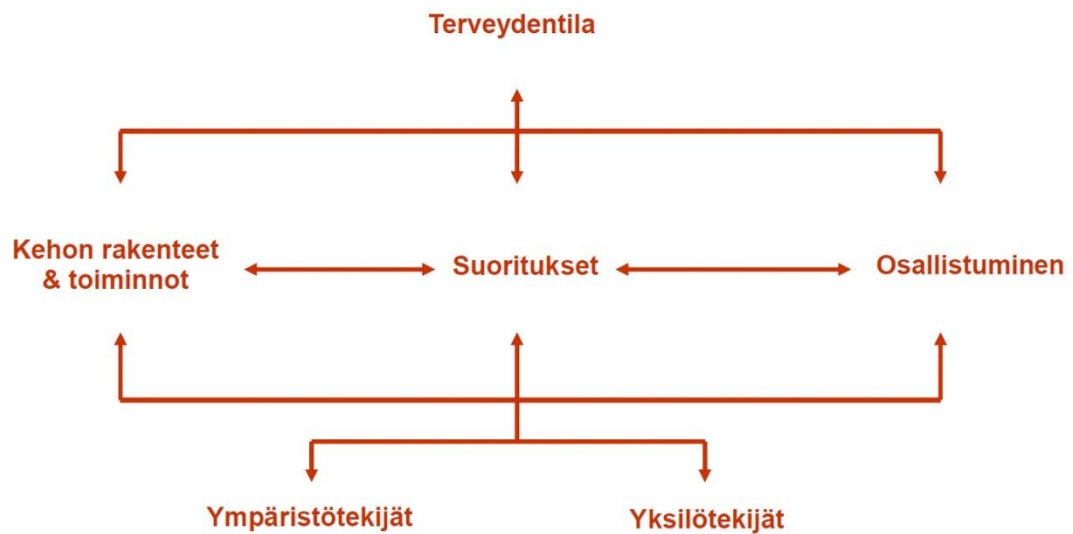 Terveydentila
Kehon rakenteet
& toiminnot
Suoritukset
Osallistuminen
Ympäristötekijät
Yksilötekijät